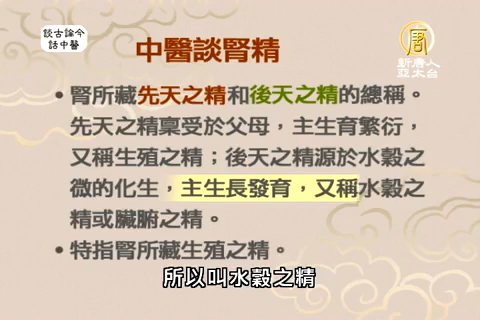 談古論今
話中醫
新唐人
亞太台
中醫談腎精
•腎所藏先天之精和後天之精的總稱。
先天之精稟受於父母，主生育繁衍，
又稱生殖之精；後天之精源於水穀之
微的化生，主生長發育，又稱水穀之
精或臟腑之精。
•特指腎所藏生殖之精。
所以叫水穀之精